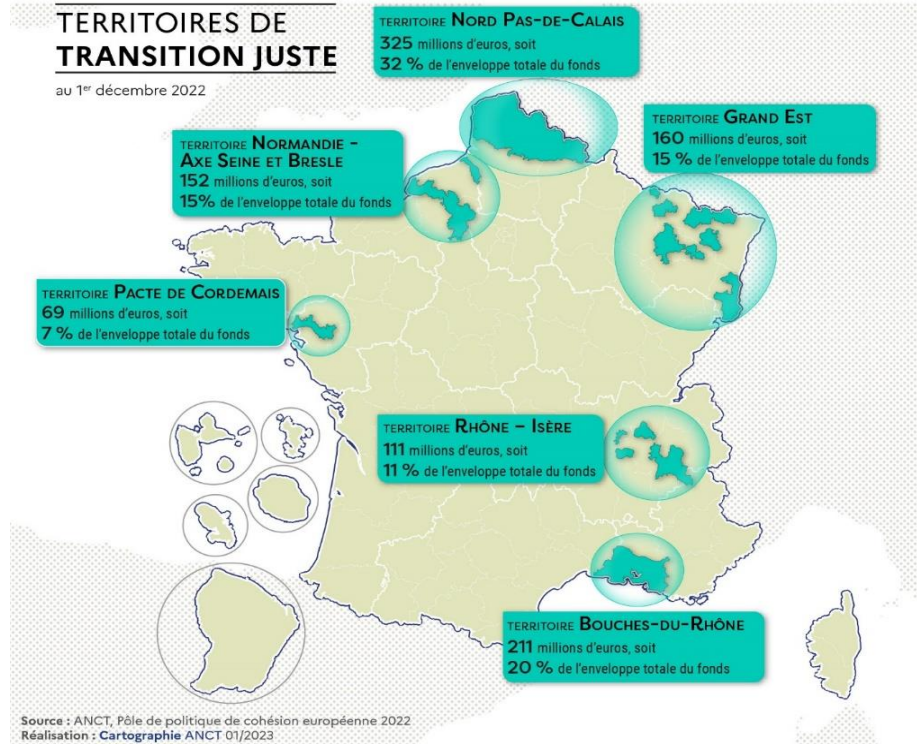 TERRITOIRES DE
TRANSITION JUSTE
au 1er décembre 2022
TERRITOIRE NORD PAS-DE-CALAIS
325 millions d'euros, soit
32 % de l'enveloppe totale du fonds
TERRITOIRE GRAND EST
160 millions d'euros, soit
15 % de l'enveloppe totale du fonds
TERRITOIRE NORMANDIE -
AXE SEINE ET BRESLE
152 millions d'euros, soit
15% de l'enveloppe totale du fonds
TERRITOIRE PACTE DE CORDEMAIS
69 millions d'euros, soit
7 % de l'enveloppe totale du fonds
TERRITOIRE RHÔNE – ISÈRE
111 millions d'euros, soit
11 % de l'enveloppe totale du fonds
TERRITOIRE BOUCHES-DU-RHÔNE
211 millions d'euros, soit
20 % de l'enveloppe totale du fonds
Source : ANCT, Pôle de politique de cohésion européenne 2022
Réalisation : Cartographie ANCT 01/2023